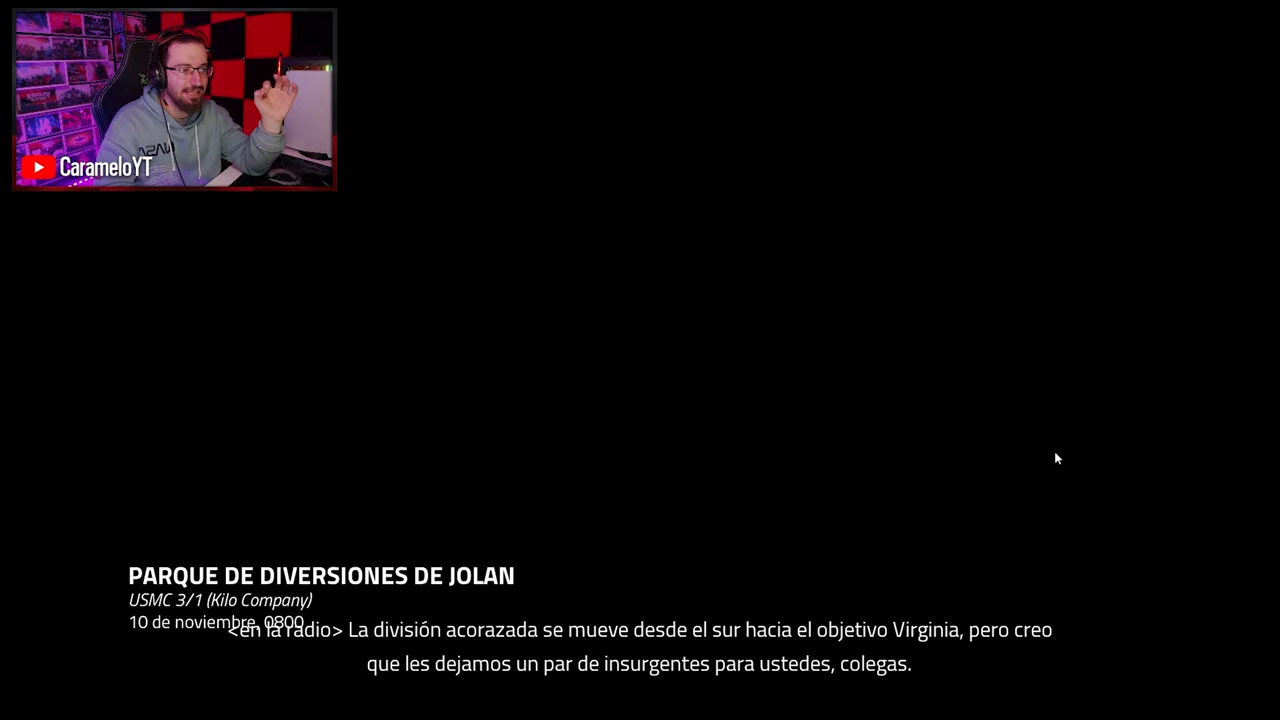 CarameloYT
PARQUE DE DIVERSIONES DE JOLAN
USMC 3/1 (Kilo Company)
10 de noviembre, 0800
<en la radio> La división acorazada se mueve desde el sur hacia el objetivo Virginia, pero creo
que les dejamos un par de insurgentes para ustedes, colegas.